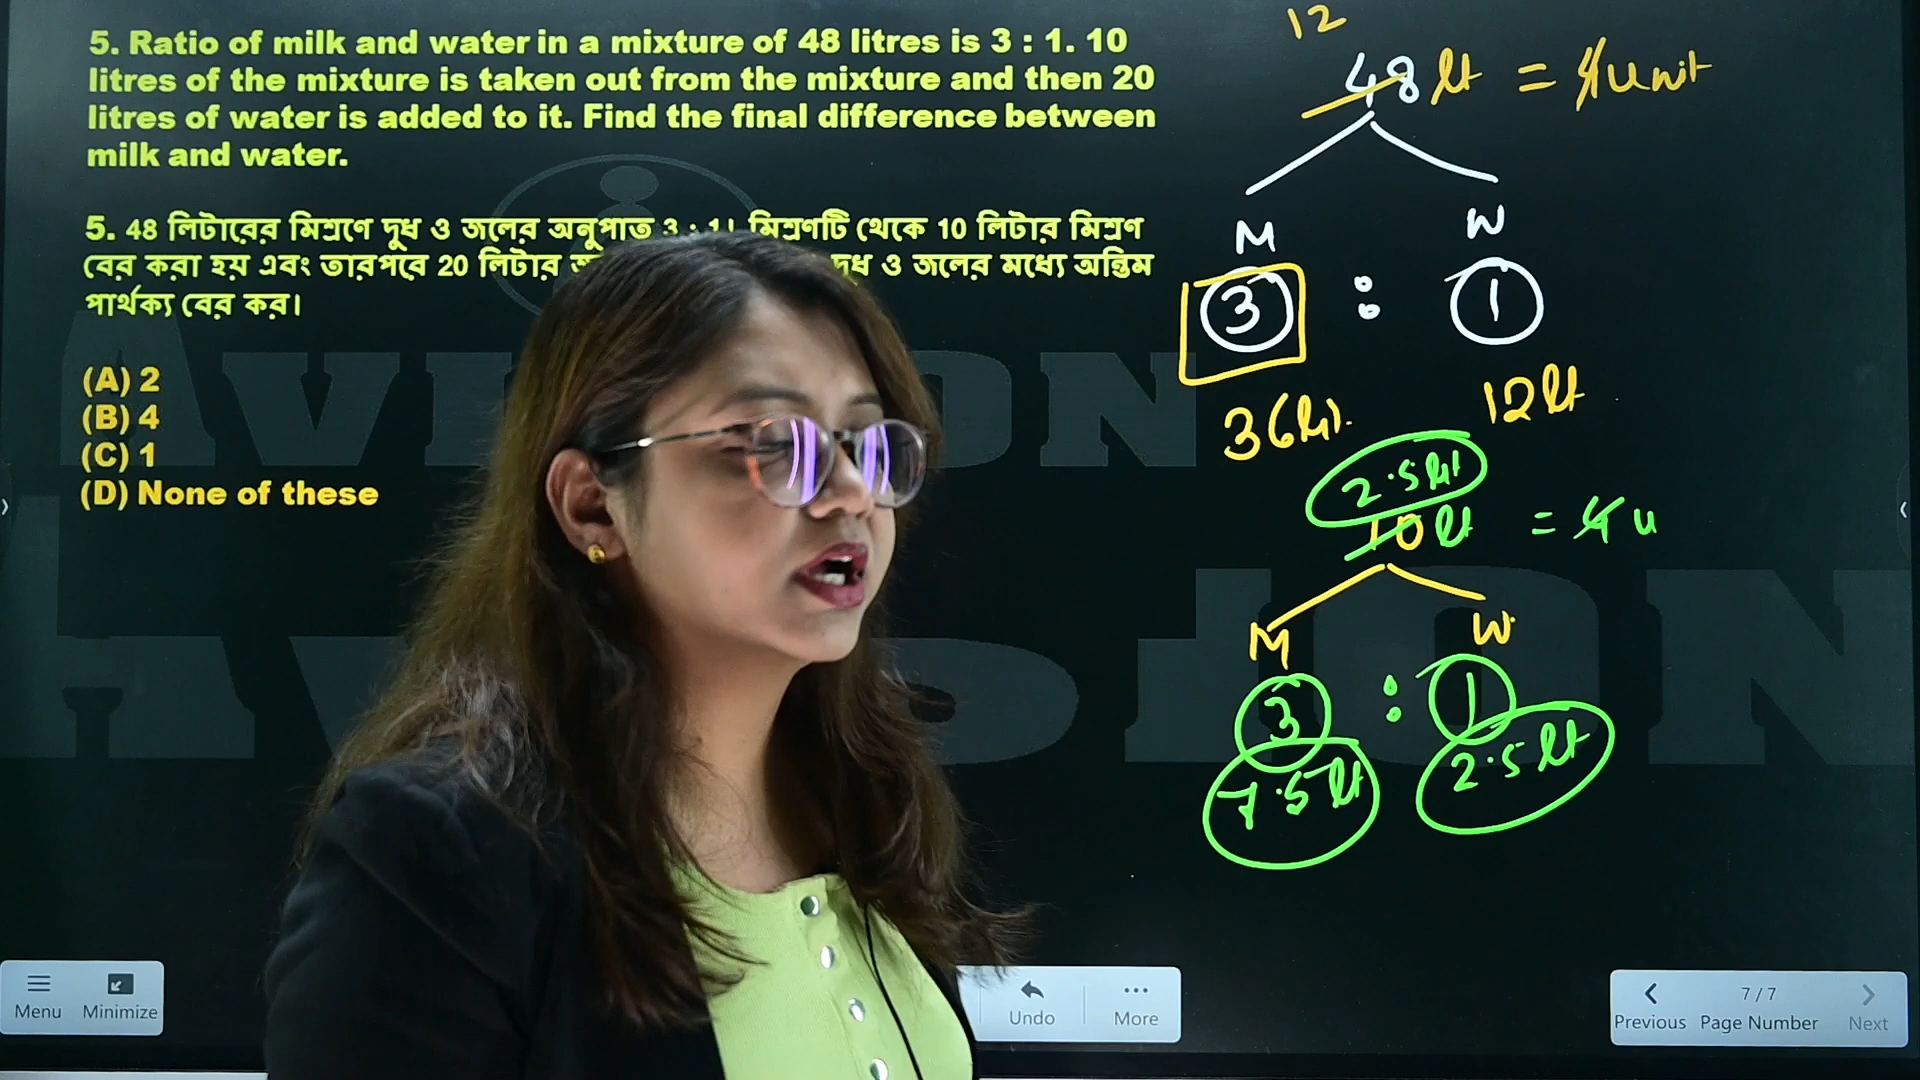 5. Ratio of milk and water in a mixture of 48 litres is 3 : 1. 10
litres of the mixture is taken out from the mixture and then 20
litres of water is added to it. Find the final difference between
milk and water.
5. 48 লিটারের মিশ্রণে দুধ ও জলের অনুপাত 3 : 1। মিশ্রণটি থেকে 10 লিটার মিশ্রণ
বের করা হয় এবং তারপরে 20 লিটার দুধ ও জলের মধ্যে অন্তিম
পার্থক্য বের কর।
(A) 2
(B) 4
(C) 1
(D) None of these
12
48 lt = 4 unit
M W
3 : 1
36 lt. 12 lt
2.5 lt
10 lt = 4 u
M W
3 : 1
7.5 lt 2.5 lt
Menu Minimize
Undo More
7 / 7
Previous Page Number Next